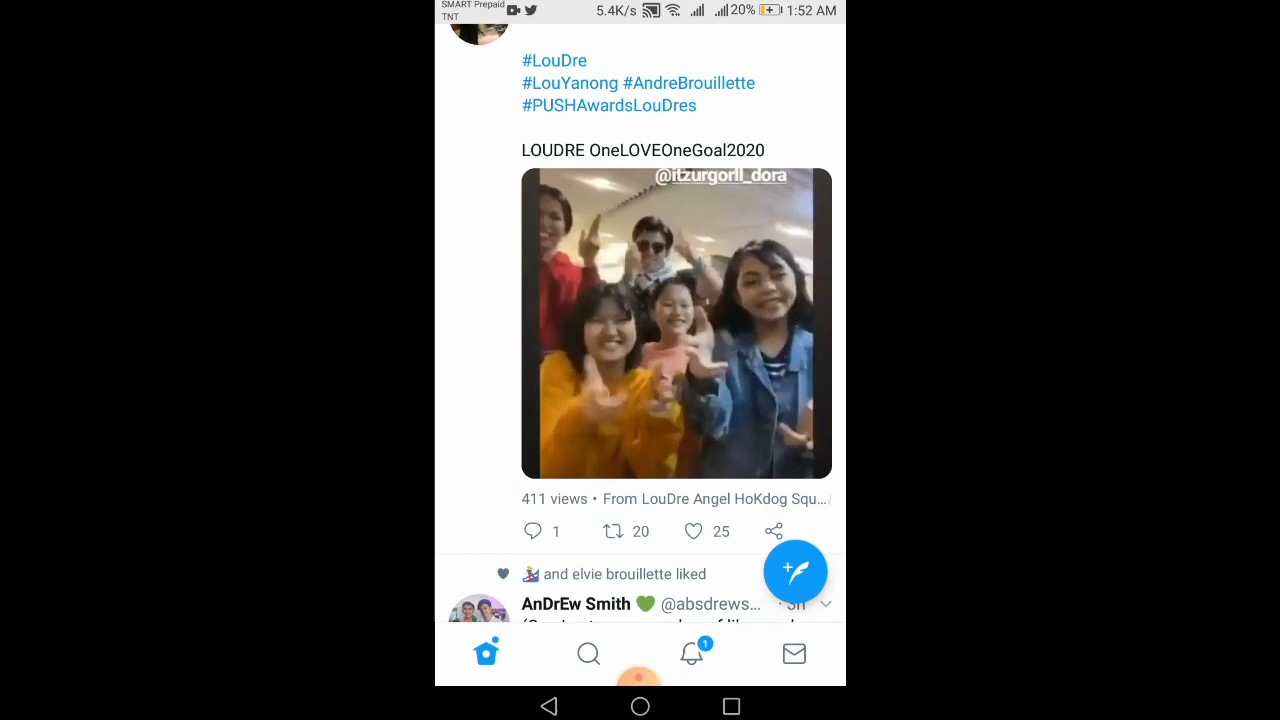 SMART Prepaid
TNT
5.4K/s
20%
1:52 AM
#LouDre
#LouYanong #AndreBrouillette
#PUSHAwardsLouDres
LOUDRE OneLOVEOneGoal2020
@itzurgorll_dora
411 views • From LouDre Angel HoKdog Squ...
1
20
25
and elvie brouillette liked
AnDrEw Smith 💚 @absdrews... · 3h
1